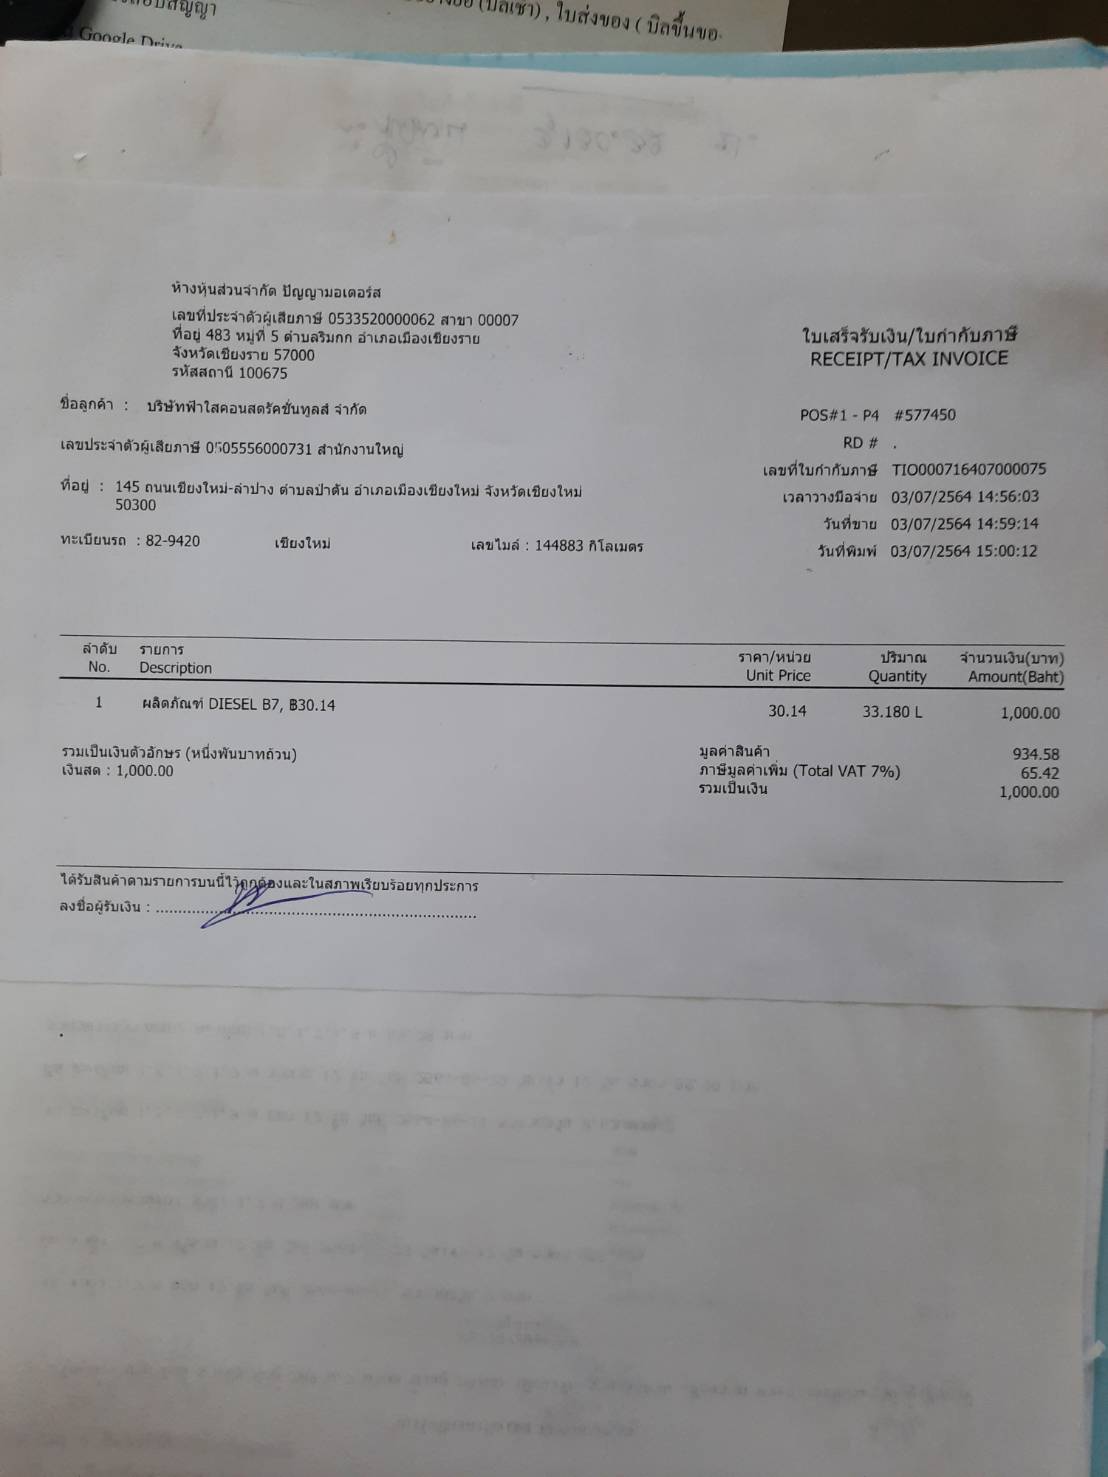 Google Drive
(บิลเช่า) , ใบส่งของ ( บิลขึ้นขอ
ห้างหุ้นส่วนจำกัด ปัญญามอเตอร์ส
เลขที่ประจำตัวผู้เสียภาษี 0533520000062 สาขา 00007
ที่อยู่ 483 หมู่ที่ 5 ตำบลริมกก อำเภอเมืองเชียงราย
จังหวัดเชียงราย 57000
รหัสสถานี 100675
ใบเสร็จรับเงิน/ใบกำกับภาษี
RECEIPT/TAX INVOICE
ชื่อลูกค้า : บริษัทฟ้าใสคอนสตรัคชั่นทูลส์ จำกัด
เลขประจำตัวผู้เสียภาษี 0505556000731 สำนักงานใหญ่
ที่อยู่ : 145 ถนนเชียงใหม่-ลำปาง ตำบลป่าตัน อำเภอเมืองเชียงใหม่ จังหวัดเชียงใหม่
50300
ทะเบียนรถ : 82-9420 เชียงใหม่ เลขไมล์ : 144883 กิโลเมตร
POS#1 - P4 #577450
RD # .
เลขที่ใบกำกับภาษี TIO000716407000075
เวลาวางมือจ่าย 03/07/2564 14:56:03
วันที่ขาย 03/07/2564 14:59:14
วันที่พิมพ์ 03/07/2564 15:00:12
ลำดับ รายการ ราคา/หน่วย ปริมาณ จำนวนเงิน(บาท)
No. Description Unit Price Quantity Amount(Baht)
1 ผลิตภัณฑ์ DIESEL B7, ฿30.14 30.14 33.180 L 1,000.00
รวมเป็นเงินตัวอักษร (หนึ่งพันบาทถ้วน) มูลค่าสินค้า 934.58
เงินสด : 1,000.00 ภาษีมูลค่าเพิ่ม (Total VAT 7%) 65.42
รวมเป็นเงิน 1,000.00
ได้รับสินค้าตามรายการบนนี้ไว้ถูกต้องและในสภาพเรียบร้อยทุกประการ
ลงชื่อผู้รับเงิน : ........................................................................